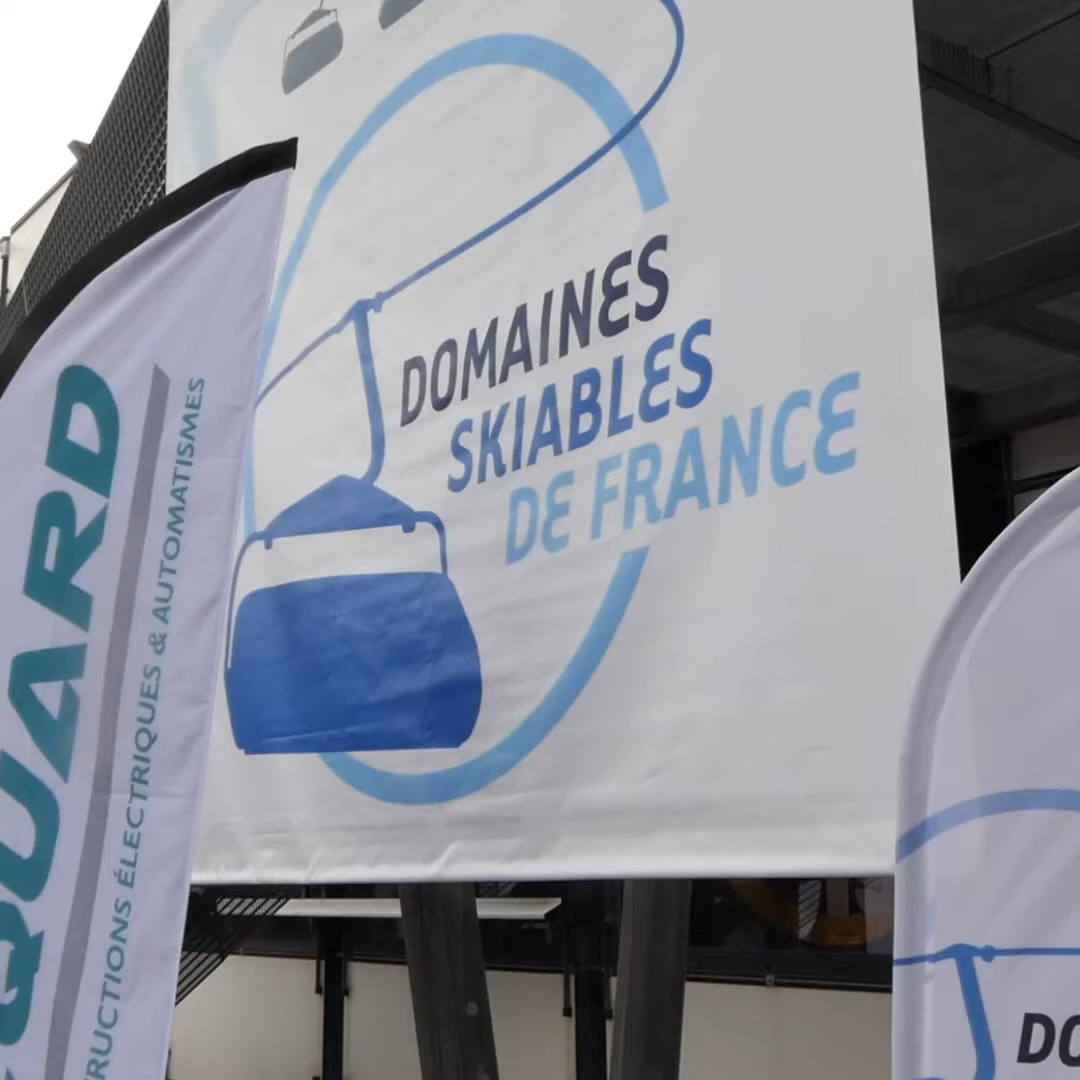 DOMAINES
SKIABLES
DE FRANCE
QUARD
RUCTIONS ÉLECTRIQUES & AUTOMATISMES
DO